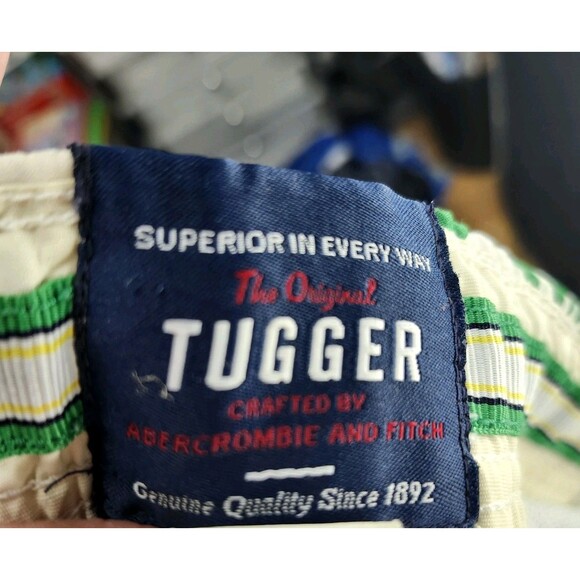 SUPERIOR IN EVERY WAY
The Original
TUGGER
CRAFTED BY
ABERCROMBIE AND FITCH
Genuine Quality Since 1892